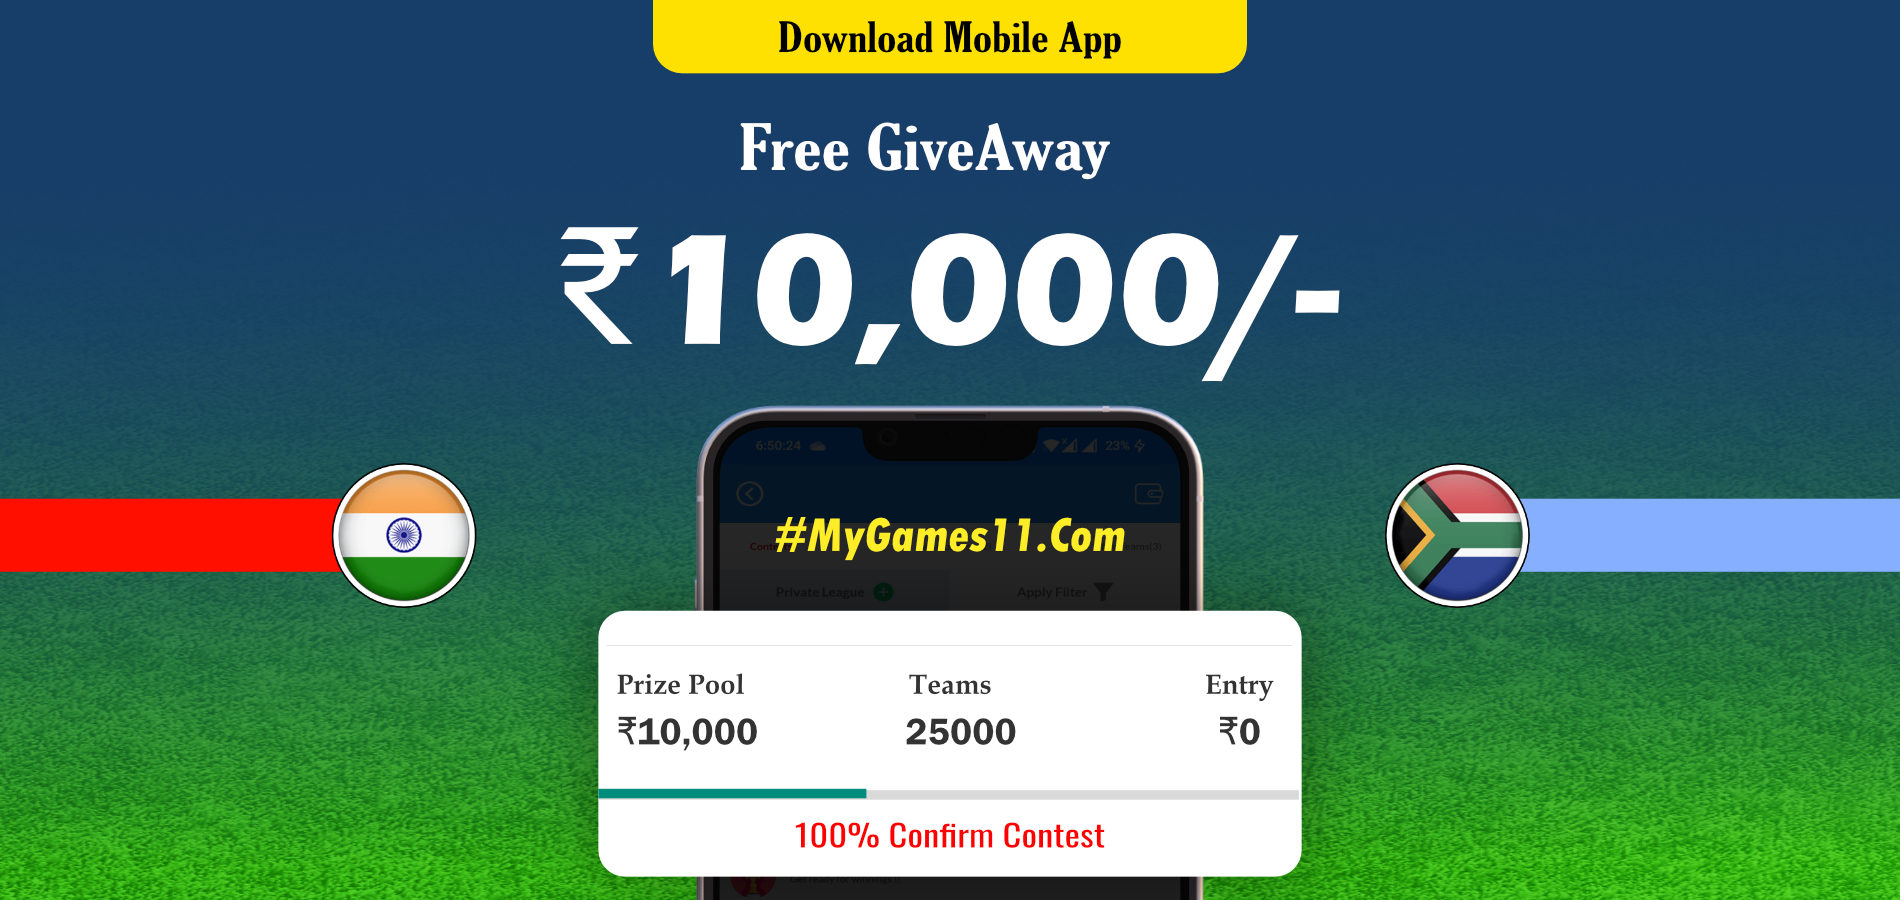 Download Mobile App
Free GiveAway
₹10,000/-
6:50:24
23%
#MyGames11.Com
Private League
Apply Filter
Prize Pool
Teams
Entry
₹10,000
25000
₹0
100% Confirm Contest